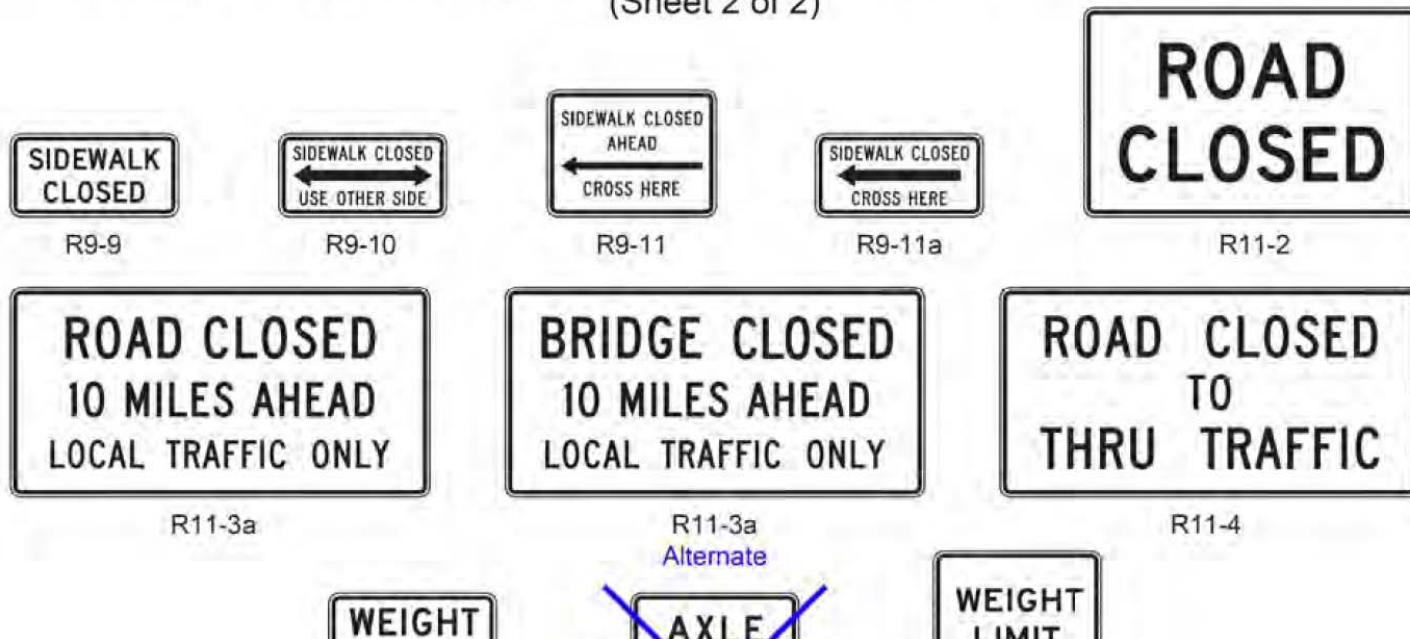 (Sheet 2 of 2)
SIDEWALK
CLOSED
R9-9
SIDEWALK CLOSED
USE OTHER SIDE
R9-10
SIDEWALK CLOSED
AHEAD
CROSS HERE
R9-11
SIDEWALK CLOSED
CROSS HERE
R9-11a
ROAD
CLOSED
R11-2
ROAD CLOSED
10 MILES AHEAD
LOCAL TRAFFIC ONLY
R11-3a
BRIDGE CLOSED
10 MILES AHEAD
LOCAL TRAFFIC ONLY
R11-3a
Alternate
ROAD CLOSED
TO
THRU TRAFFIC
R11-4
WEIGHT
AXLE
WEIGHT
LIMIT